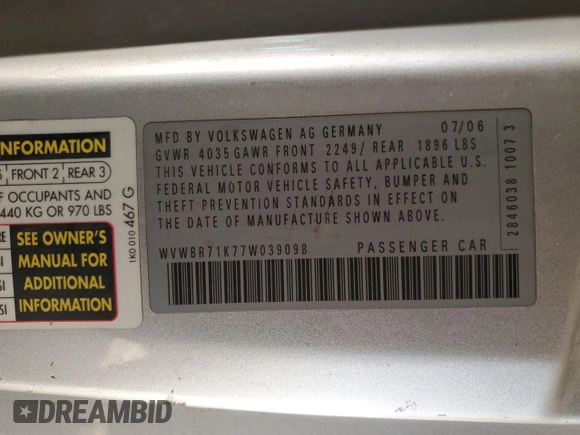 INFORMATION
FRONT 2 REAR 3
OCCUPANTS AND
440 KG OR 970 LBS
SEE OWNER'S
MANUAL FOR
ADDITIONAL
INFORMATION
1K0 010 467 G
MFD BY VOLKSWAGEN AG GERMANY 07/06
GVWR 4035 GAWR FRONT 2249/ REAR 1896 LBS
THIS VEHICLE CONFORMS TO ALL APPLICABLE U.S.
FEDERAL MOTOR VEHICLE SAFETY, BUMPER AND
THEFT PREVENTION STANDARDS IN EFFECT ON
THE DATE OF MANUFACTURE SHOWN ABOVE.
WVWBR71K77W039098 PASSENGER CAR
2846038 1007 3
DREAMBID